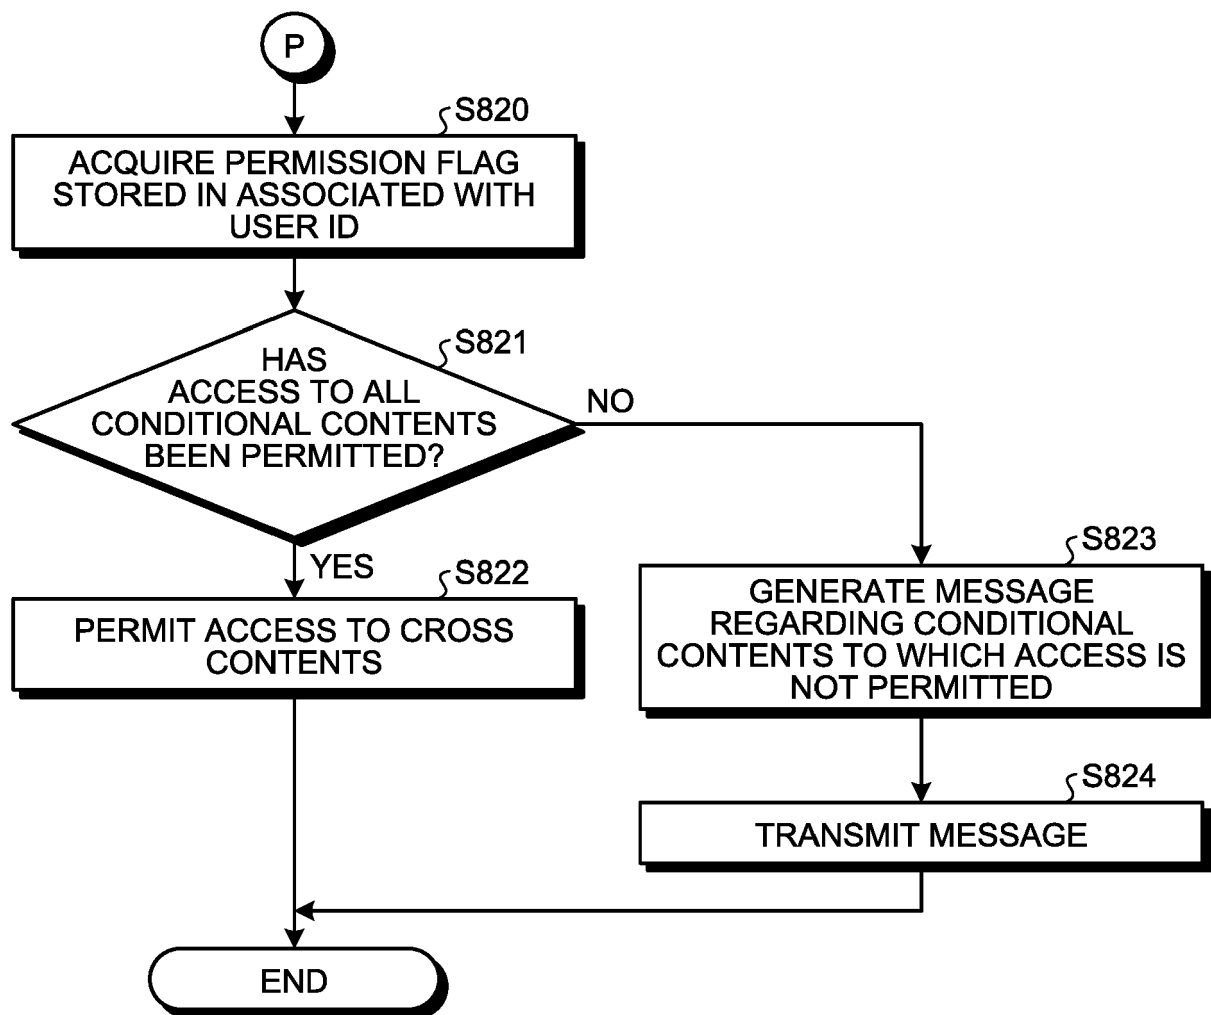 P
S820
ACQUIRE PERMISSION FLAG
STORED IN ASSOCIATED WITH
USER ID
S821
HAS
ACCESS TO ALL
CONDITIONAL CONTENTS
BEEN PERMITTED?
NO
YES
S822
PERMIT ACCESS TO CROSS
CONTENTS
S823
GENERATE MESSAGE
REGARDING CONDITIONAL
CONTENTS TO WHICH ACCESS IS
NOT PERMITTED
S824
TRANSMIT MESSAGE
END